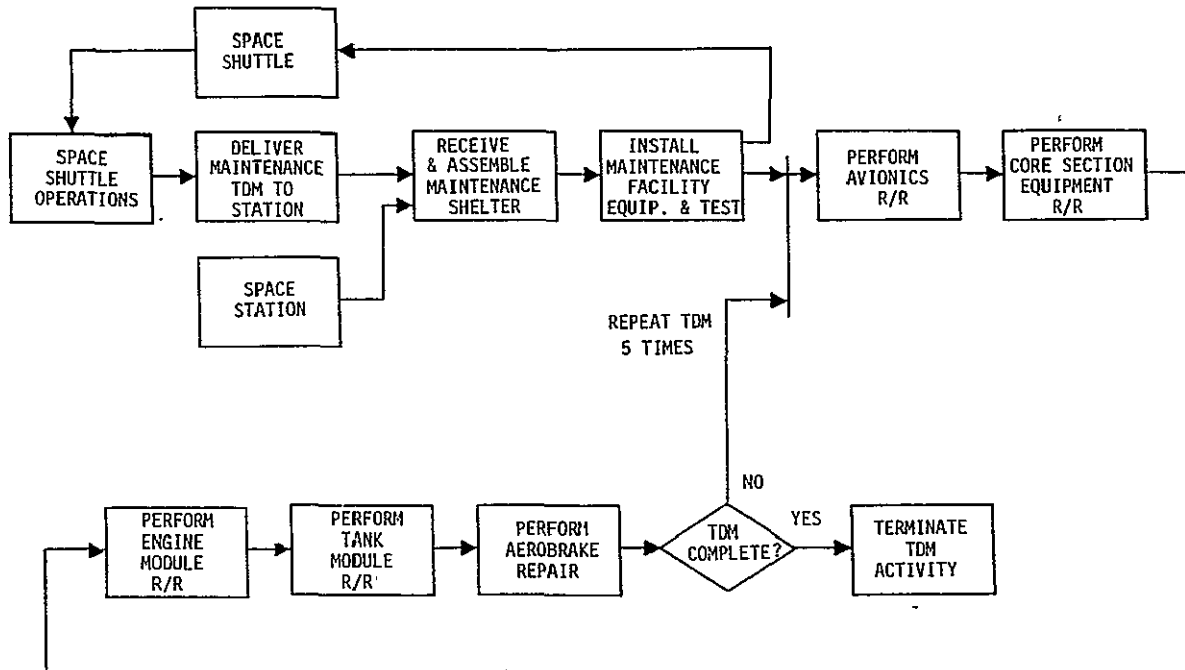 SPACE
SHUTTLE
SPACE
SHUTTLE
OPERATIONS
DELIVER
MAINTENANCE
TDM TO
STATION
RECEIVE
& ASSEMBLE
MAINTENANCE
SHELTER
INSTALL
MAINTENANCE
FACILITY
EQUIP. & TEST
PERFORM
AVIONICS
R/R
PERFORM
CORE SECTION
EQUIPMENT
R/R
SPACE
STATION
REPEAT TDM
5 TIMES
NO
PERFORM
ENGINE
MODULE
R/R
PERFORM
TANK
MODULE
R/R
PERFORM
AEROBRAKE
REPAIR
TDM
COMPLETE?
YES
TERMINATE
TDM
ACTIVITY